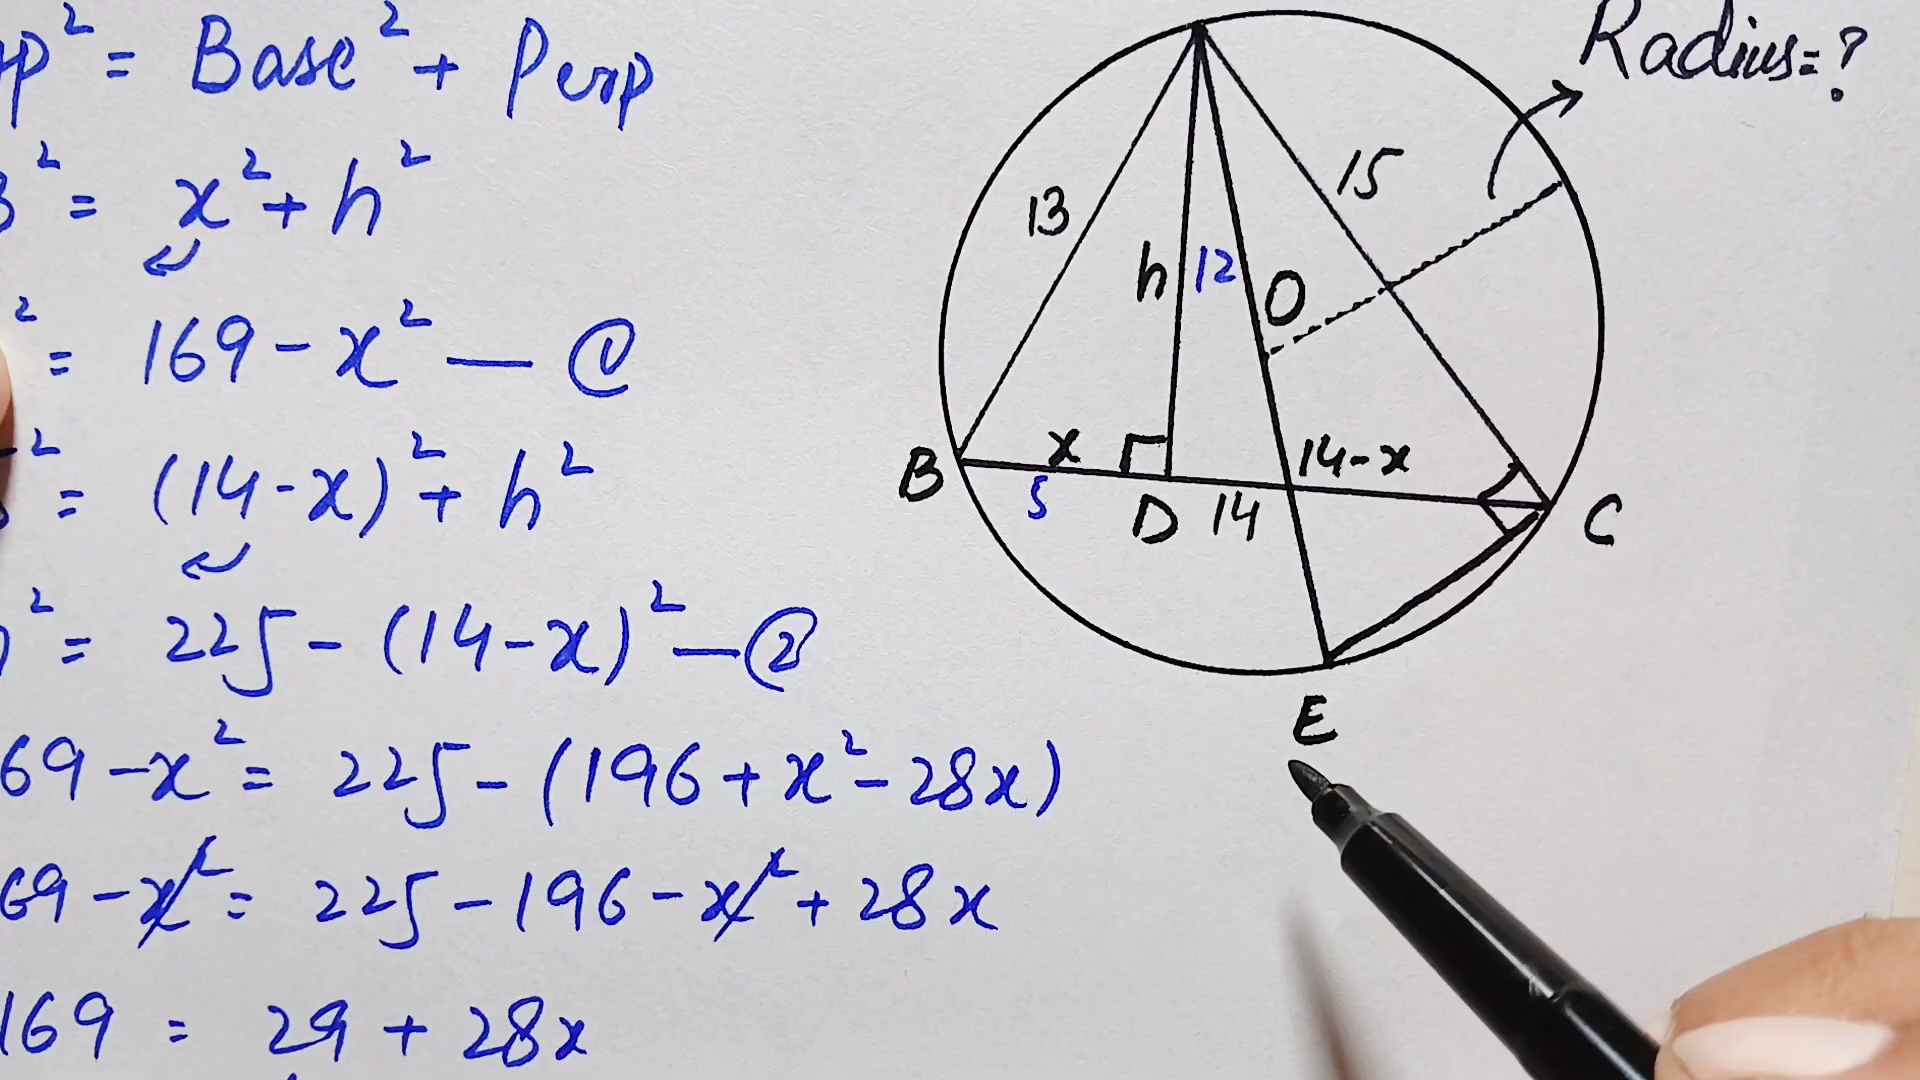 p² = Base² + Perp
3² = x² + h²
² = 169 - x² — ①
² = (14-x)² + h²
h² = 225 - (14-x)² — ②
69 - x² = 225 - (196 + x² - 28x)
69 - x² = 225 - 196 - x² + 28x
169 = 29 + 28x
Radius = ?
13
15
h
12
O
B
x
14-x
5
D
14
C
E